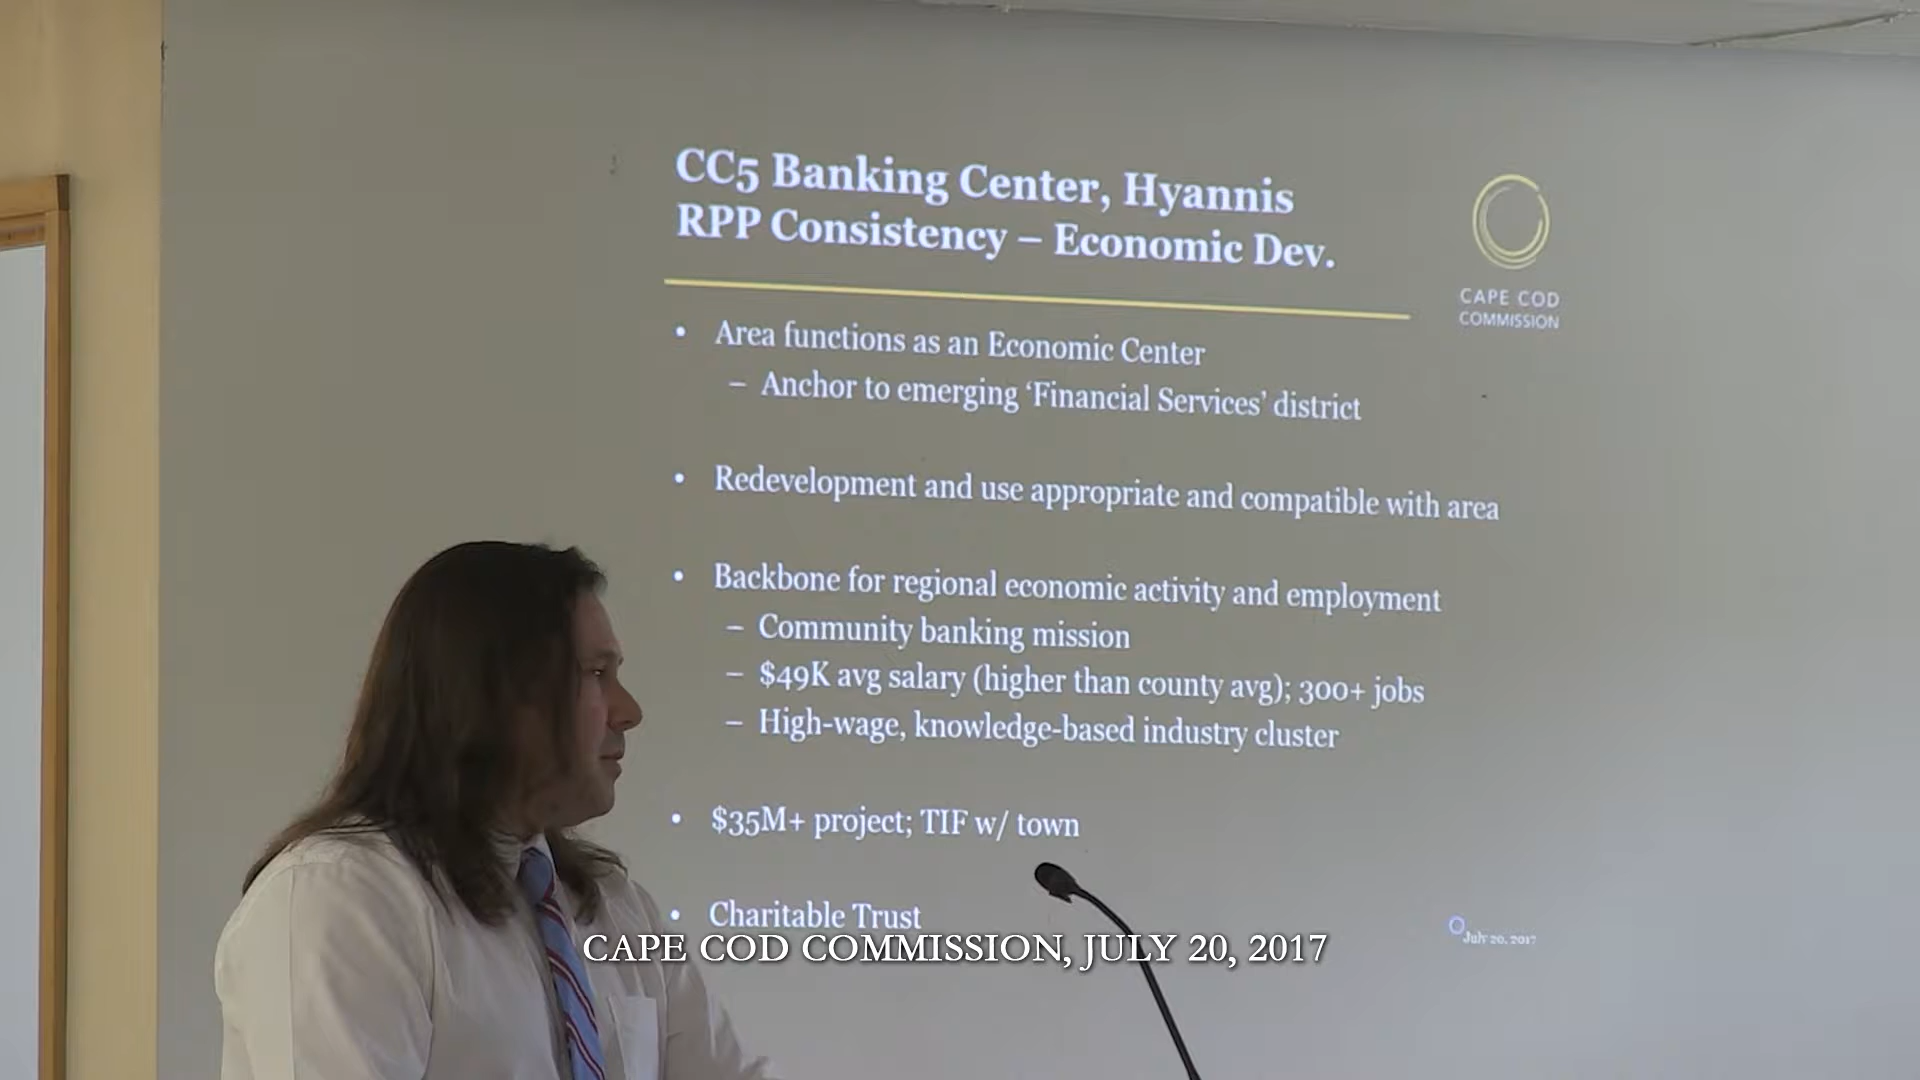 CC5 Banking Center, Hyannis
RPP Consistency – Economic Dev.
CAPE COD
COMMISSION
• Area functions as an Economic Center
– Anchor to emerging ‘Financial Services’ district
• Redevelopment and use appropriate and compatible with area
• Backbone for regional economic activity and employment
– Community banking mission
– $49K avg salary (higher than county avg); 300+ jobs
– High-wage, knowledge-based industry cluster
• $35M+ project; TIF w/ town
• Charitable Trust
July 20, 2017
CAPE COD COMMISSION, JULY 20, 2017